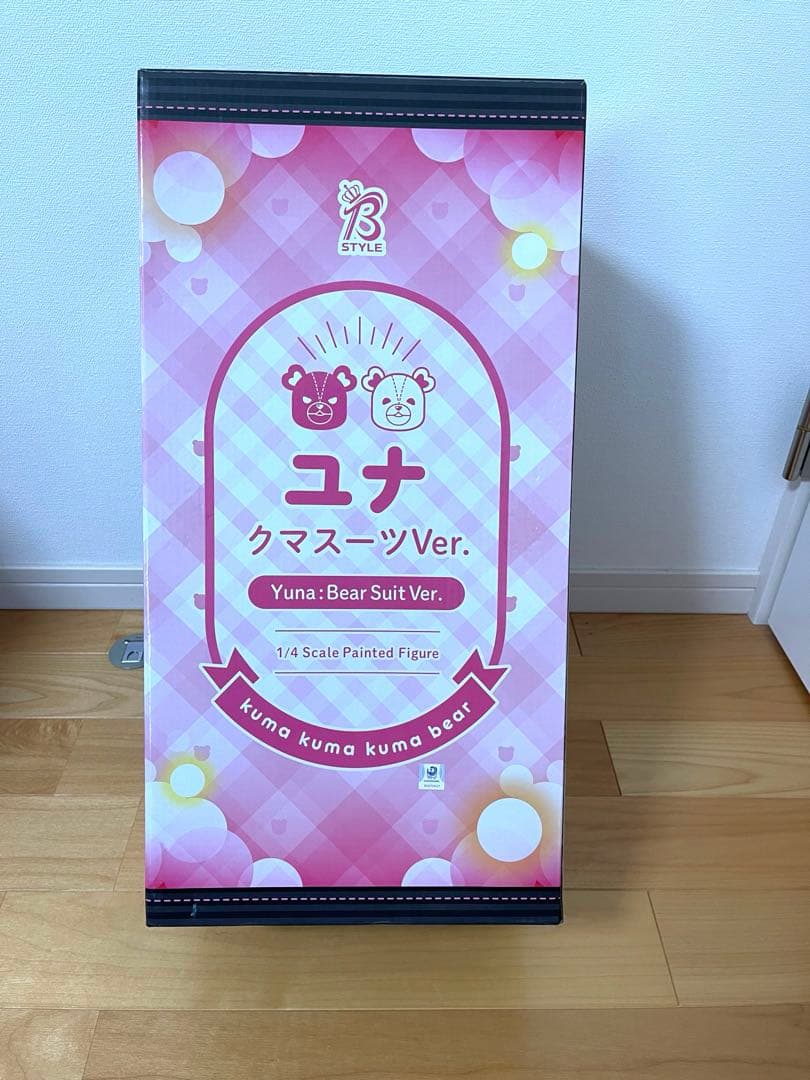 B
STYLE
ユナ
クマスーツVer.
Yuna : Bear Suit Ver.
1/4 Scale Painted Figure
kuma kuma kuma bear